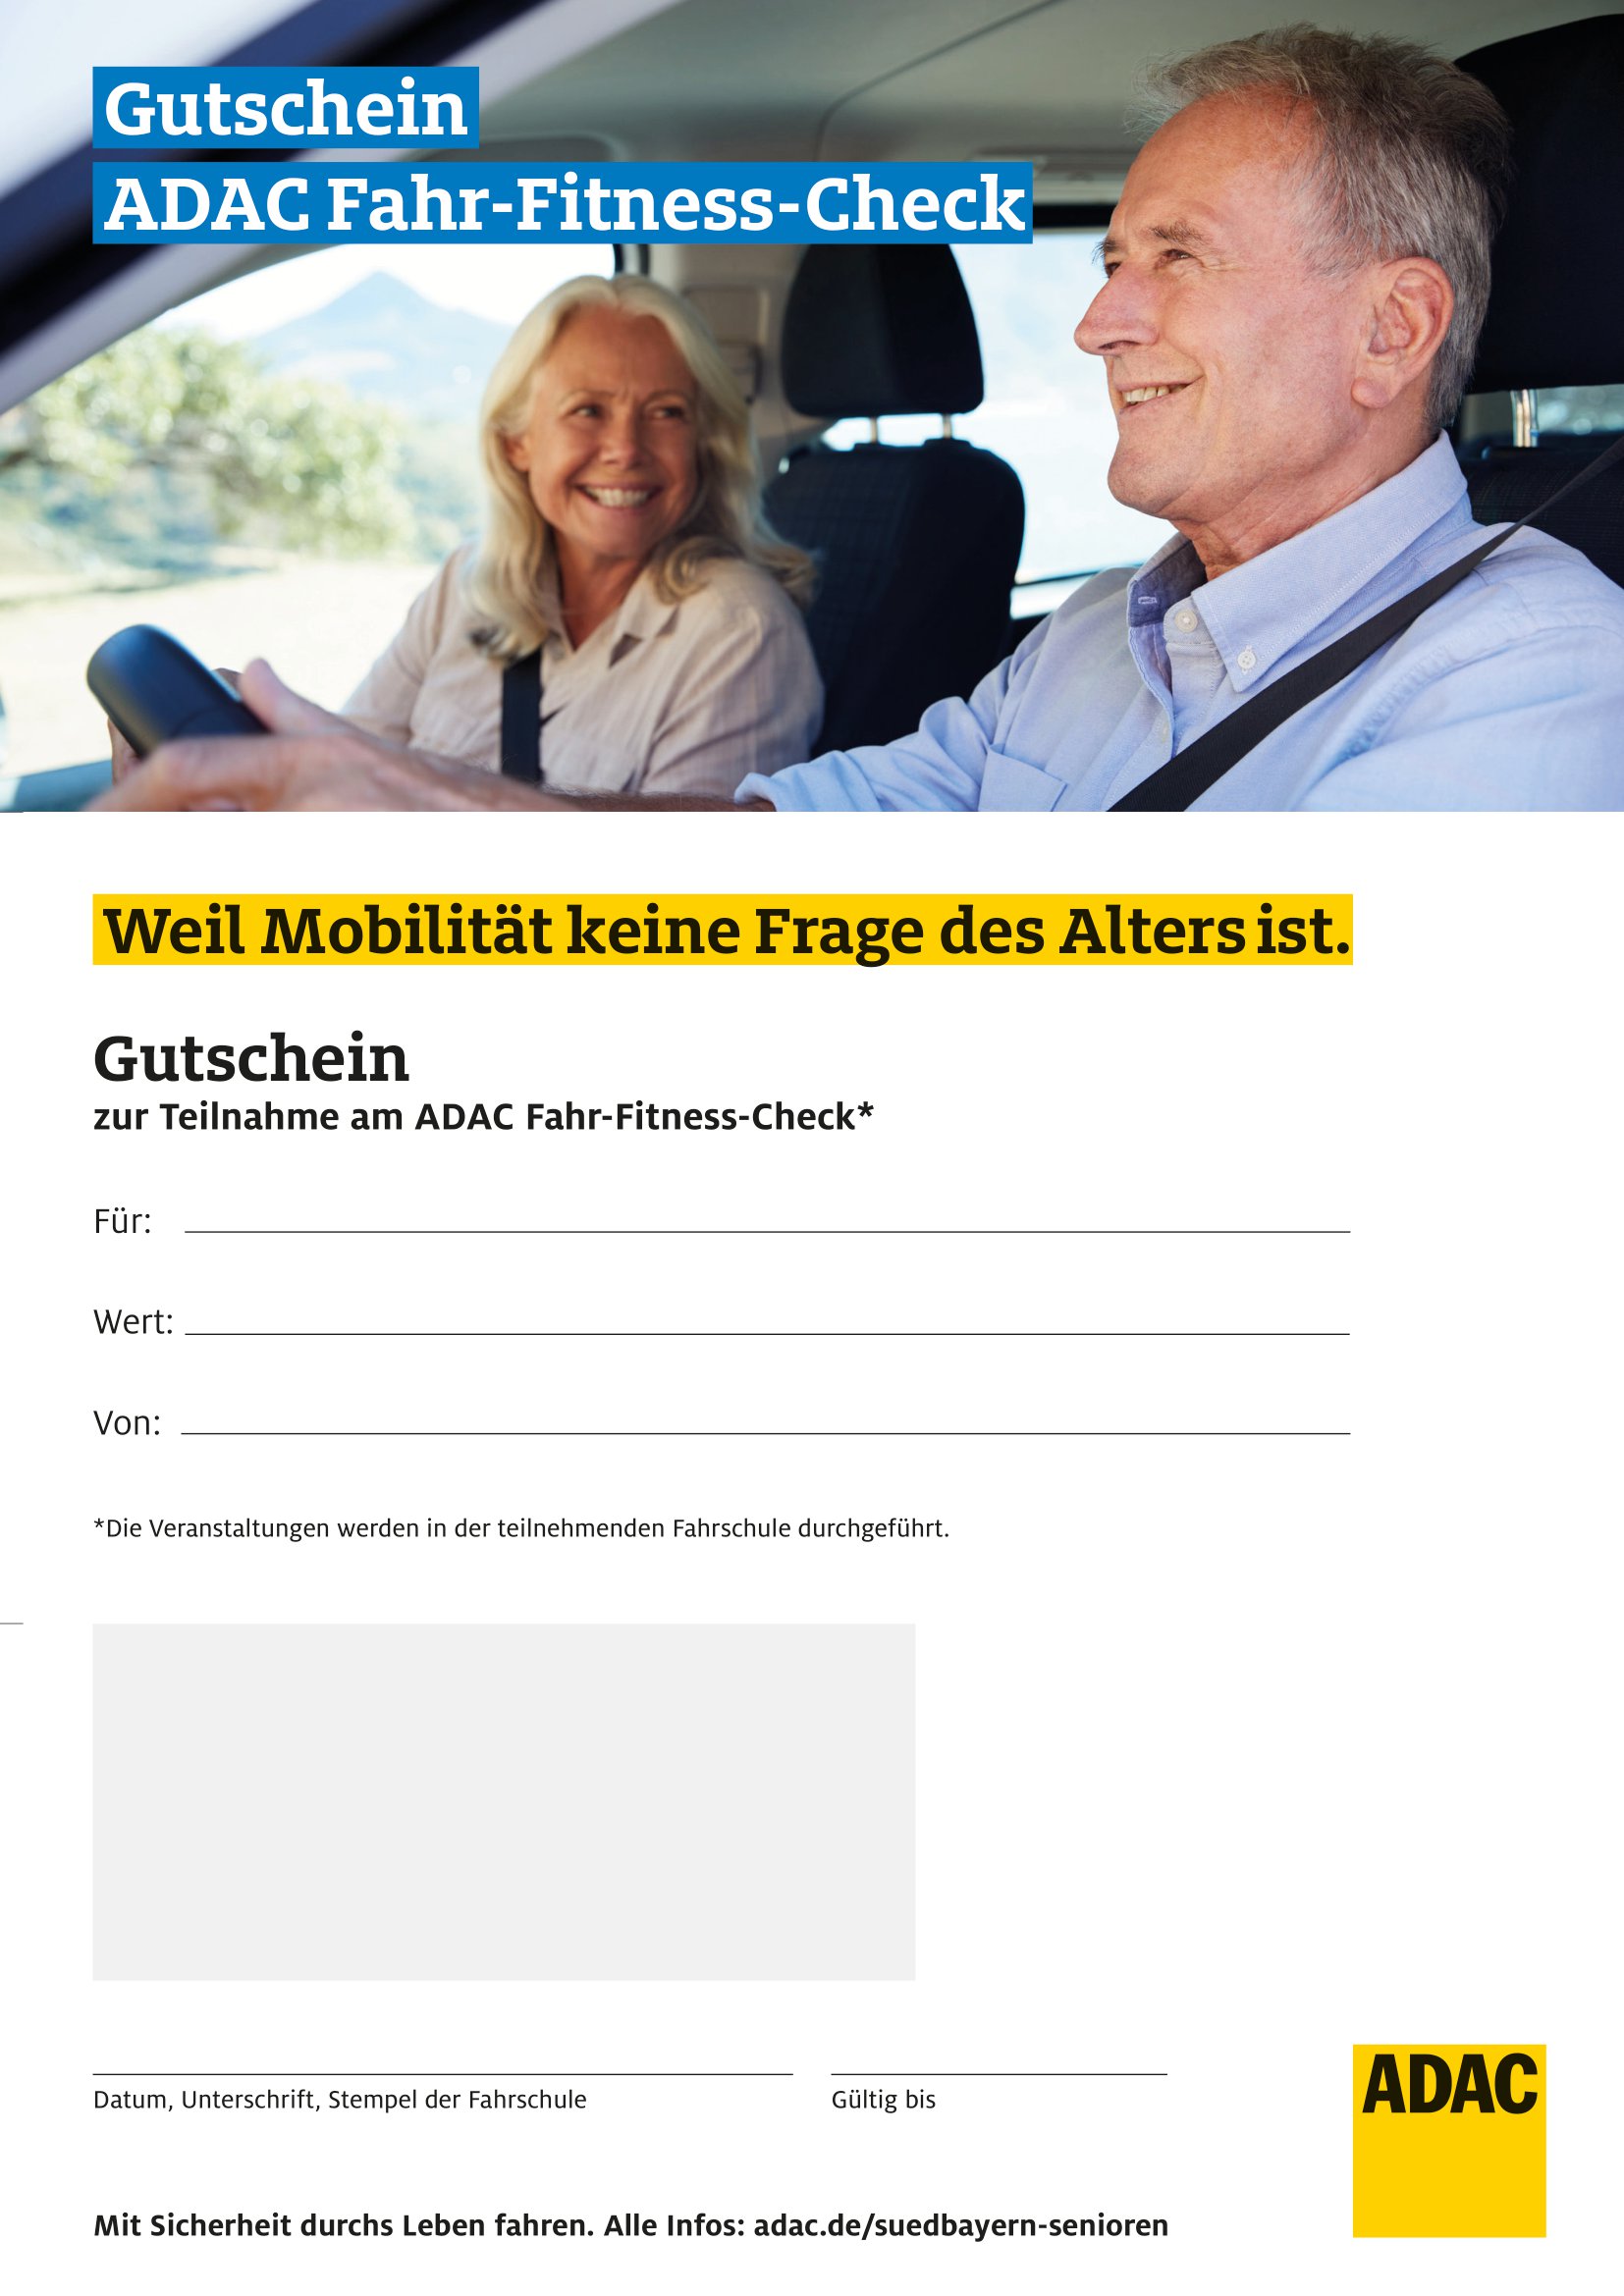 Gutschein
ADAC Fahr-Fitness-Check
Weil Mobilität keine Frage des Alters ist.
Gutschein
zur Teilnahme am ADAC Fahr-Fitness-Check*
Für:
Wert:
Von:
*Die Veranstaltungen werden in der teilnehmenden Fahrschule durchgeführt.
Datum, Unterschrift, Stempel der Fahrschule
Gültig bis
ADAC
Mit Sicherheit durchs Leben fahren. Alle Infos: adac.de/suedbayern-senioren